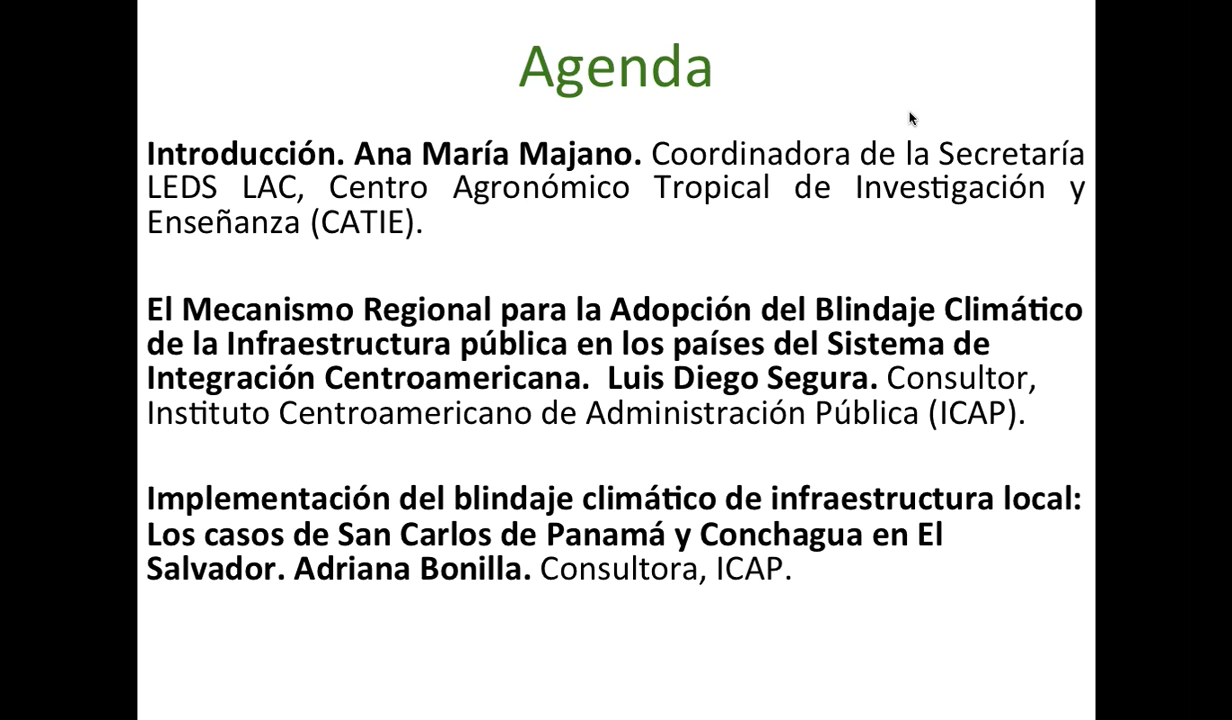 Agenda
Introducción. Ana María Majano. Coordinadora de la Secretaría
LEDS LAC, Centro Agronómico Tropical de Investigación y
Enseñanza (CATIE).
El Mecanismo Regional para la Adopción del Blindaje Climático
de la Infraestructura pública en los países del Sistema de
Integración Centroamericana. Luis Diego Segura. Consultor,
Instituto Centroamericano de Administración Pública (ICAP).
Implementación del blindaje climático de infraestructura local:
Los casos de San Carlos de Panamá y Conchagua en El
Salvador. Adriana Bonilla. Consultora, ICAP.